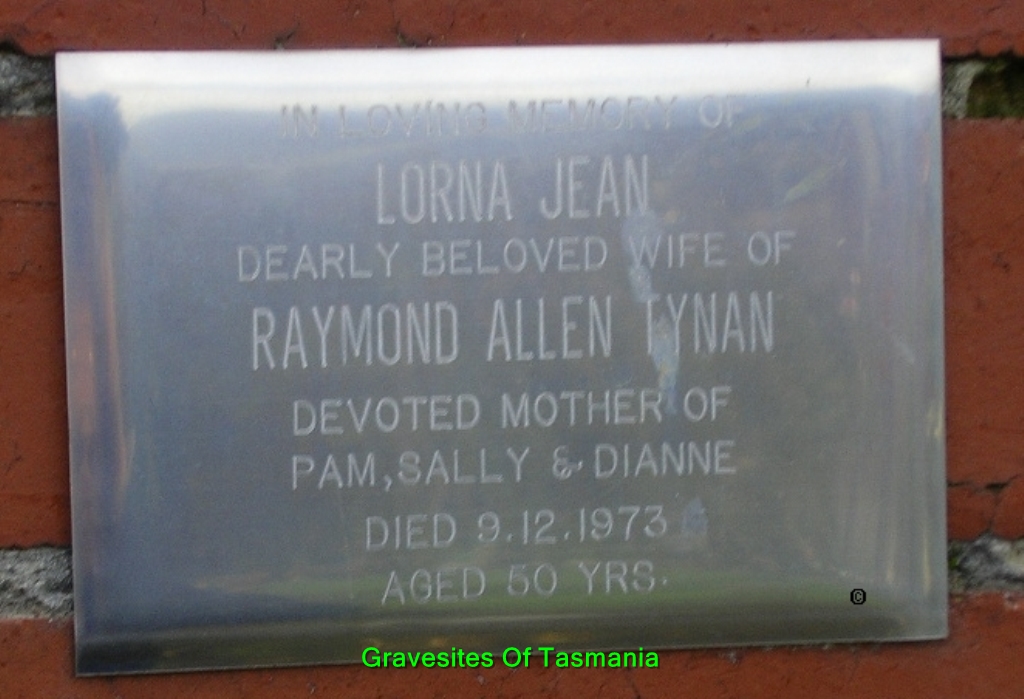 IN LOVING MEMORY OF
LORNA JEAN
DEARLY BELOVED WIFE OF
RAYMOND ALLEN TYNAN
DEVOTED MOTHER OF
PAM, SALLY & DIANNE
DIED 9.12.1973
AGED 50 YRS.
©
Gravesites Of Tasmania